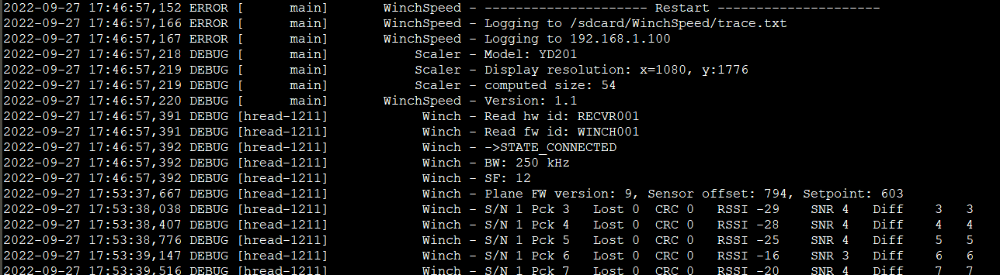 2022-09-27 17:46:57,152 ERROR [      main]       WinchSpeed - --------------------- Restart ---------------------
2022-09-27 17:46:57,166 ERROR [      main]       WinchSpeed - Logging to /sdcard/WinchSpeed/trace.txt
2022-09-27 17:46:57,167 ERROR [      main]       WinchSpeed - Logging to 192.168.1.100
2022-09-27 17:46:57,218 DEBUG [      main]           Scaler - Model: YD201
2022-09-27 17:46:57,219 DEBUG [      main]           Scaler - Display resolution: x=1080, y:1776
2022-09-27 17:46:57,219 DEBUG [      main]           Scaler - computed size: 54
2022-09-27 17:46:57,220 DEBUG [      main]       WinchSpeed - Version: 1.1
2022-09-27 17:46:57,391 DEBUG [hread-1211]            Winch - Read hw id: RECVR001
2022-09-27 17:46:57,391 DEBUG [hread-1211]            Winch - Read fw id: WINCH001
2022-09-27 17:46:57,392 DEBUG [hread-1211]            Winch - ->STATE_CONNECTED
2022-09-27 17:46:57,392 DEBUG [hread-1211]            Winch - BW: 250 kHz
2022-09-27 17:46:57,392 DEBUG [hread-1211]            Winch - SF: 12
2022-09-27 17:53:37,667 DEBUG [hread-1211]            Winch - Plane FW version: 9, Sensor offset: 794, Setpoint: 603
2022-09-27 17:53:38,038 DEBUG [hread-1211]            Winch - S/N 1 Pck 3   Lost 0  CRC 0   RSSI -29    SNR 4   Diff    3   3
2022-09-27 17:53:38,407 DEBUG [hread-1211]            Winch - S/N 1 Pck 4   Lost 0  CRC 0   RSSI -28    SNR 4   Diff    4   4
2022-09-27 17:53:38,776 DEBUG [hread-1211]            Winch - S/N 1 Pck 5   Lost 0  CRC 0   RSSI -25    SNR 4   Diff    5   5
2022-09-27 17:53:39,147 DEBUG [hread-1211]            Winch - S/N 1 Pck 6   Lost 0  CRC 0   RSSI -16    SNR 3   Diff    6   6
2022-09-27 17:53:39,516 DEBUG [hread-1211]            Winch - S/N 1 Pck 7   Lost 0  CRC 0   RSSI -20    SNR 4   Diff    7   7